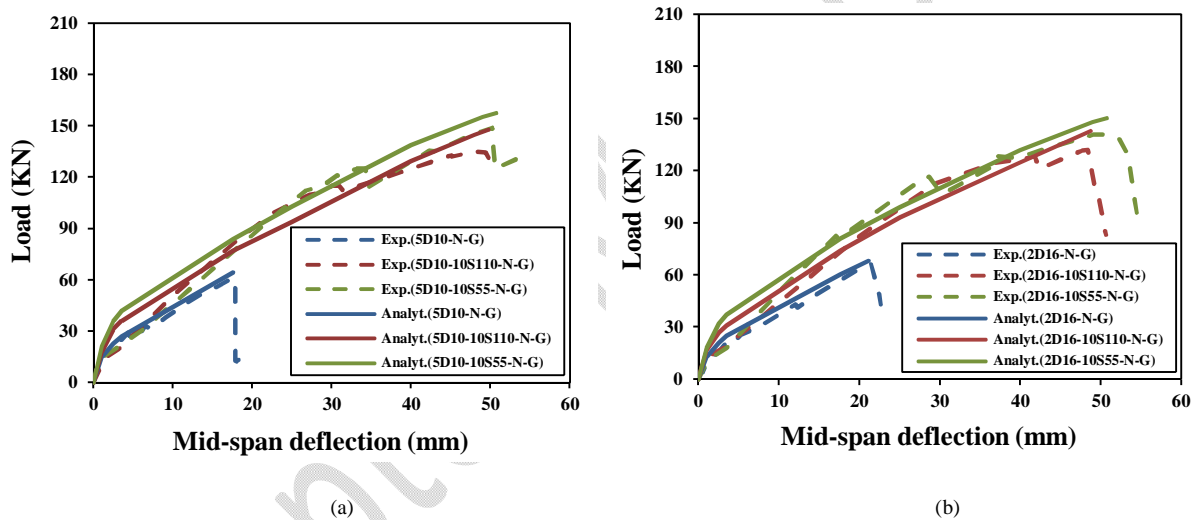 210
180
150
120
90
60
30
0
Load (KN)
0 10 20 30 40 50 60
Mid-span deflection (mm)
Exp.(5D10-N-G)
Exp.(5D10-10S110-N-G)
Exp.(5D10-10S55-N-G)
Analyt.(5D10-N-G)
Analyt.(5D10-10S110-N-G)
Analyt.(5D10-10S55-N-G)
(a)
210
180
150
120
90
60
30
0
Load (KN)
0 10 20 30 40 50 60
Mid-span deflection (mm)
Exp.(2D16-N-G)
Exp.(2D16-10S110-N-G)
Exp.(2D16-10S55-N-G)
Analyt.(2D16-N-G)
Analyt.(2D16-10S110-N-G)
Analyt.(2D16-10S55-N-G)
(b)